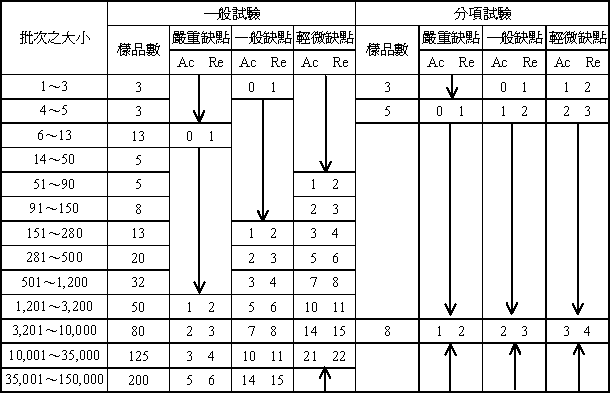 批次之大小 一般試驗 分項試驗
樣品數 嚴重缺點 一般缺點 輕微缺點 樣品數 嚴重缺點 一般缺點 輕微缺點
Ac Re Ac Re Ac Re Ac Re Ac Re Ac Re
1～3 3 0 1 3 0 1 1 2
4～5 3 5 0 1 1 2 2 3
6～13 13 0 1
14～50 5
51～90 5 1 2
91～150 8 2 3
151～280 13 1 2 3 4
281～500 20 2 3 5 6
501～1,200 32 3 4 7 8
1,201～3,200 50 1 2 5 6 10 11
3,201～10,000 80 2 3 7 8 14 15 8 1 2 2 3 3 4
10,001～35,000 125 3 4 10 11 21 22
35,001～150,000 200 5 6 14 15